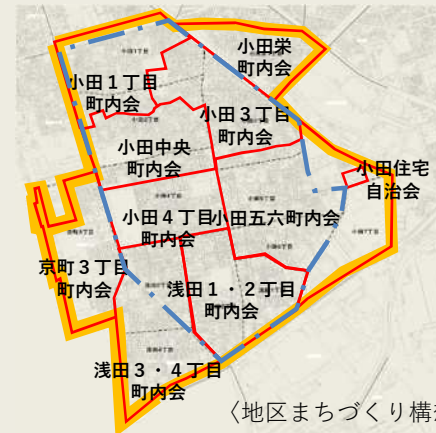 小田栄
町内会
小田１丁目
町内会
小田３丁目
町内会
小田中央
町内会
小田住宅
自治会
小田４丁目
町内会
小田五六町内会
京町３丁目
町内会
浅田１・２丁目
町内会
浅田３・４丁目
町内会
〈地区まちづくり構想